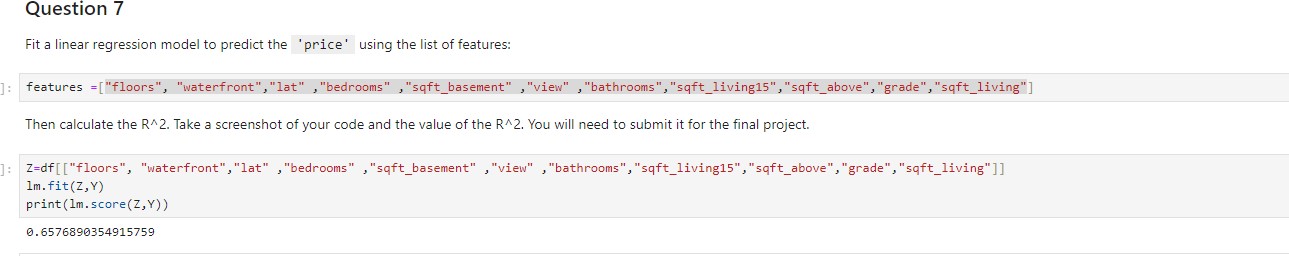 Question 7
Fit a linear regression model to predict the 'price' using the list of features:
]: features =["floors", "waterfront","lat" ,"bedrooms" ,"sqft_basement" ,"view" ,"bathrooms","sqft_living15","sqft_above","grade","sqft_living"]
Then calculate the R^2. Take a screenshot of your code and the value of the R^2. You will need to submit it for the final project.
]: Z=df[["floors", "waterfront","lat" ,"bedrooms" ,"sqft_basement" ,"view" ,"bathrooms","sqft_living15","sqft_above","grade","sqft_living"]]
lm.fit(Z,Y)
print(lm.score(Z,Y))
0.6576890354915759